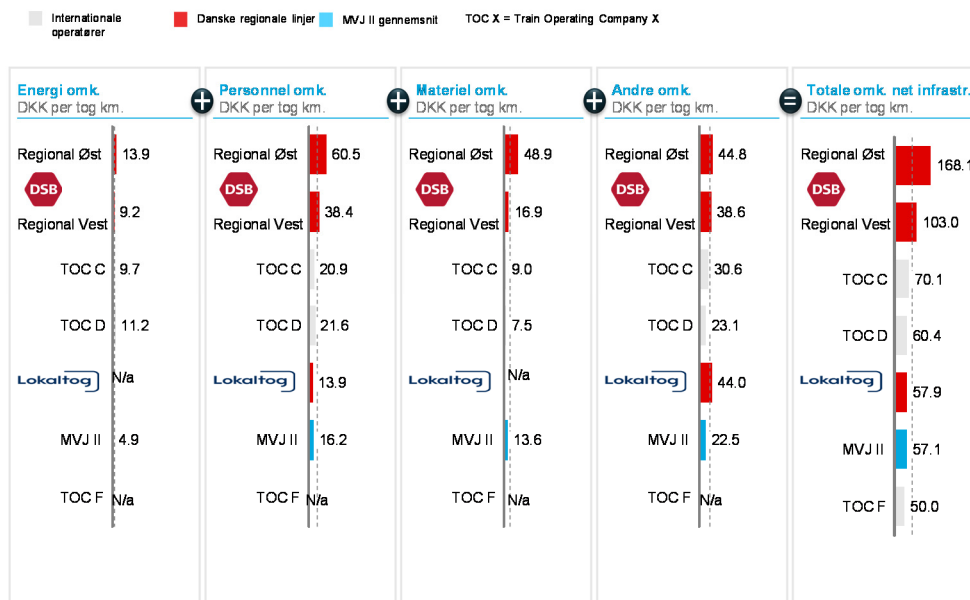 Internationale
operatører
Danske regionale linjer
MVJ II gennemsnit
TOC X = Train Operating Company X
Energi omk.
DKK per tog km.
Regional Øst 13.9
DSB
Regional Vest 9.2
TOC C 9.7
TOC D 11.2
Lokaltog N/a
MVJ II 4.9
TOC F N/a
+
Personnel omk.
DKK per tog km.
Regional Øst 60.5
DSB
Regional Vest 38.4
TOC C 20.9
TOC D 21.6
Lokaltog 13.9
MVJ II 16.2
TOC F N/a
+
Materiel omk.
DKK per tog km.
Regional Øst 48.9
DSB
Regional Vest 16.9
TOC C 9.0
TOC D 7.5
Lokaltog N/a
MVJ II 13.6
TOC F N/a
+
Andre omk.
DKK per tog km.
Regional Øst 44.8
DSB
Regional Vest 38.6
TOC C 30.6
TOC D 23.1
Lokaltog 44.0
MVJ II 22.5
TOC F N/a
=
Totale omk. net infrastr.
DKK per tog km.
Regional Øst 168.1
DSB
Regional Vest 103.0
TOC C 70.1
TOC D 60.4
Lokaltog 57.9
MVJ II 57.1
TOC F 50.0